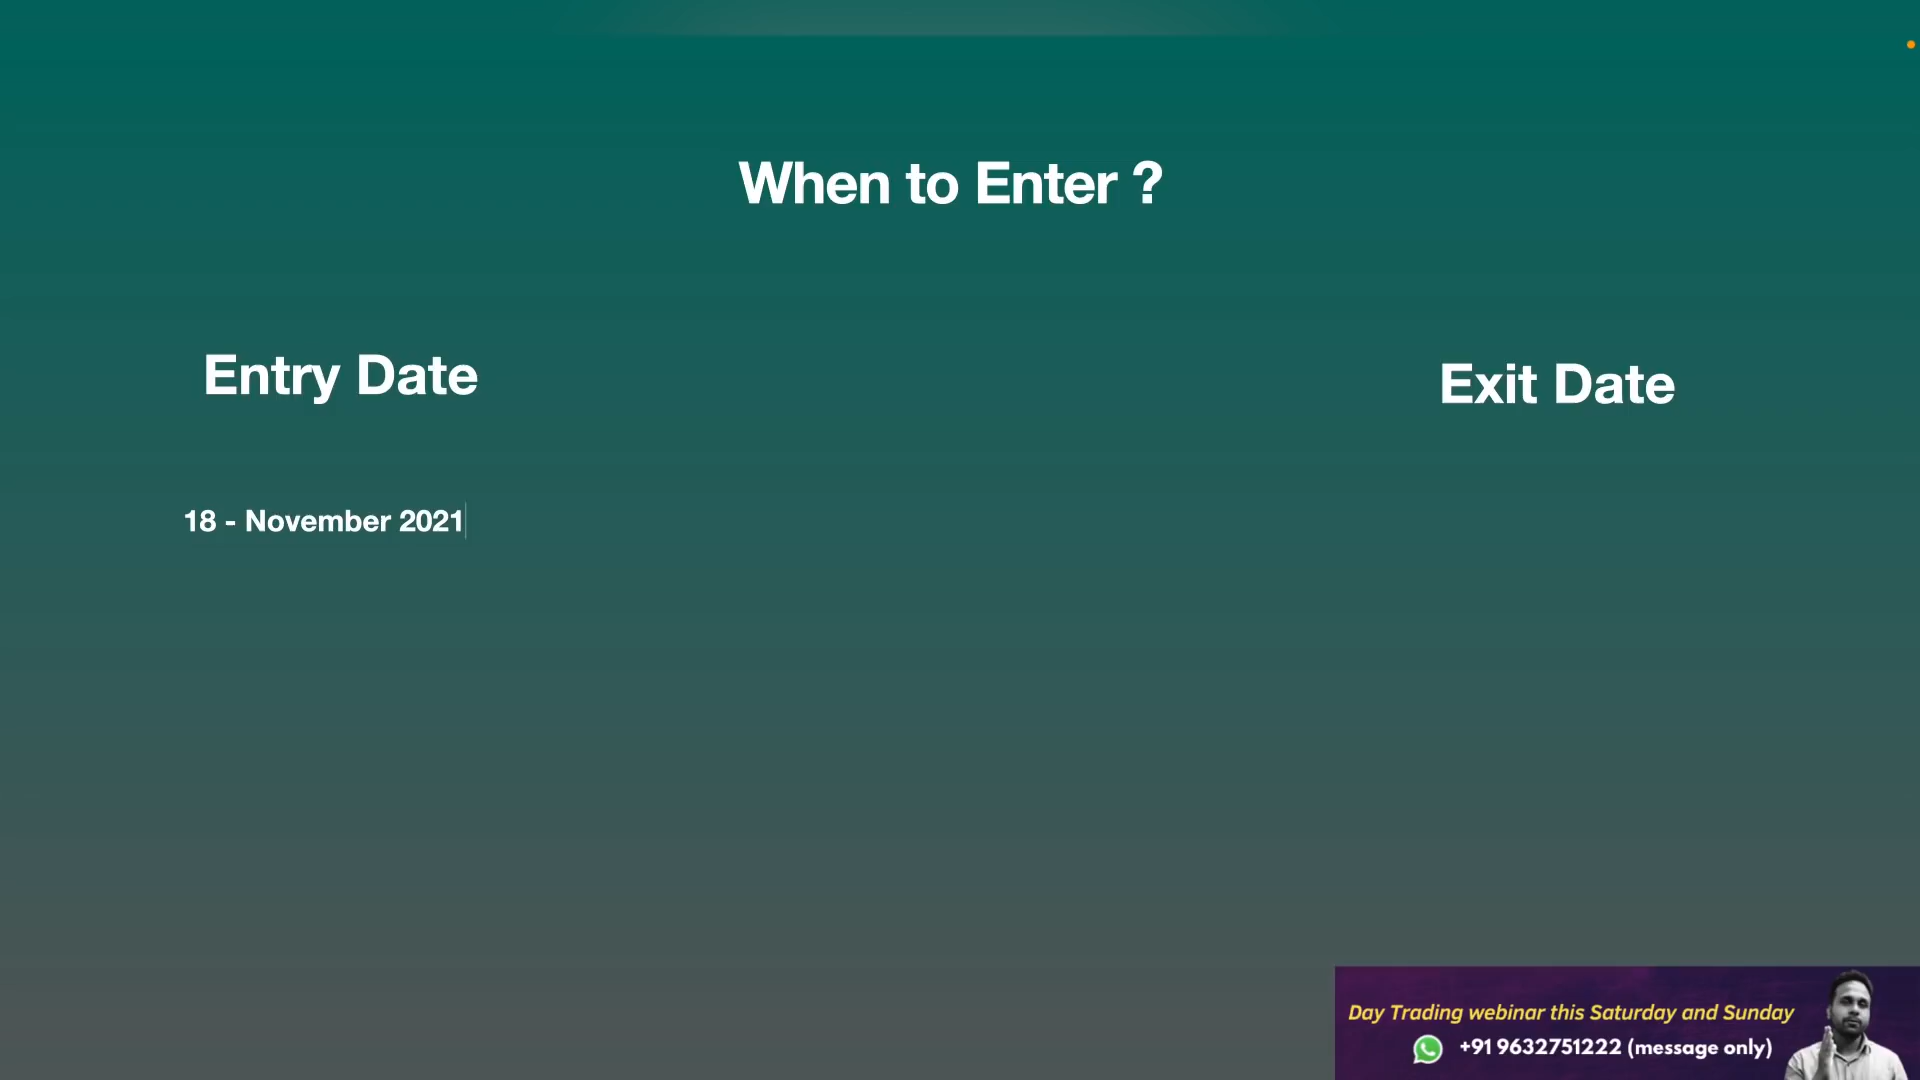 When to Enter ?
Entry Date
Exit Date
18 - November 2021
Day Trading webinar this Saturday and Sunday
+91 9632751222 (message only)